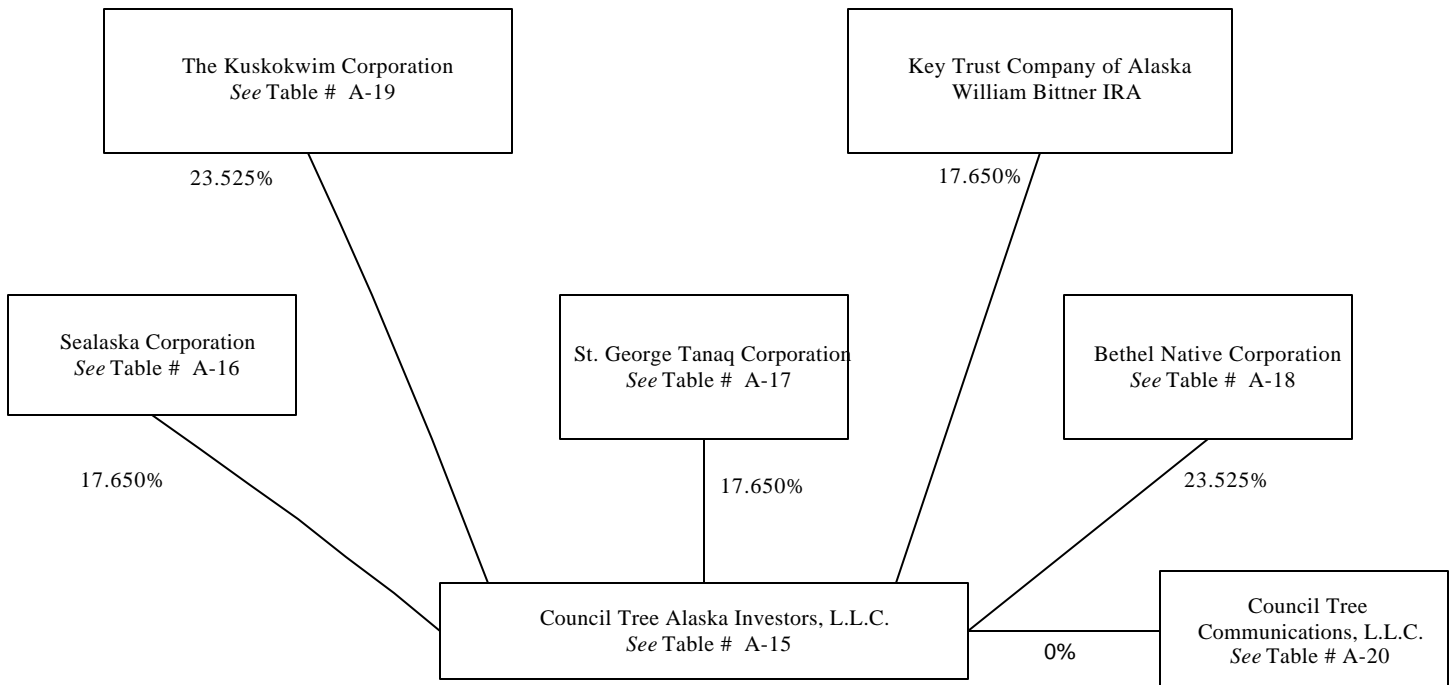 The Kuskokwim Corporation
See Table # A-19
Key Trust Company of Alaska
William Bittner IRA
23.525%
17.650%
Sealaska Corporation
See Table # A-16
St. George Tanaq Corporation
See Table # A-17
Bethel Native Corporation
See Table # A-18
17.650%
17.650%
23.525%
Council Tree Alaska Investors, L.L.C.
See Table # A-15
0%
Council Tree
Communications, L.L.C.
See Table # A-20